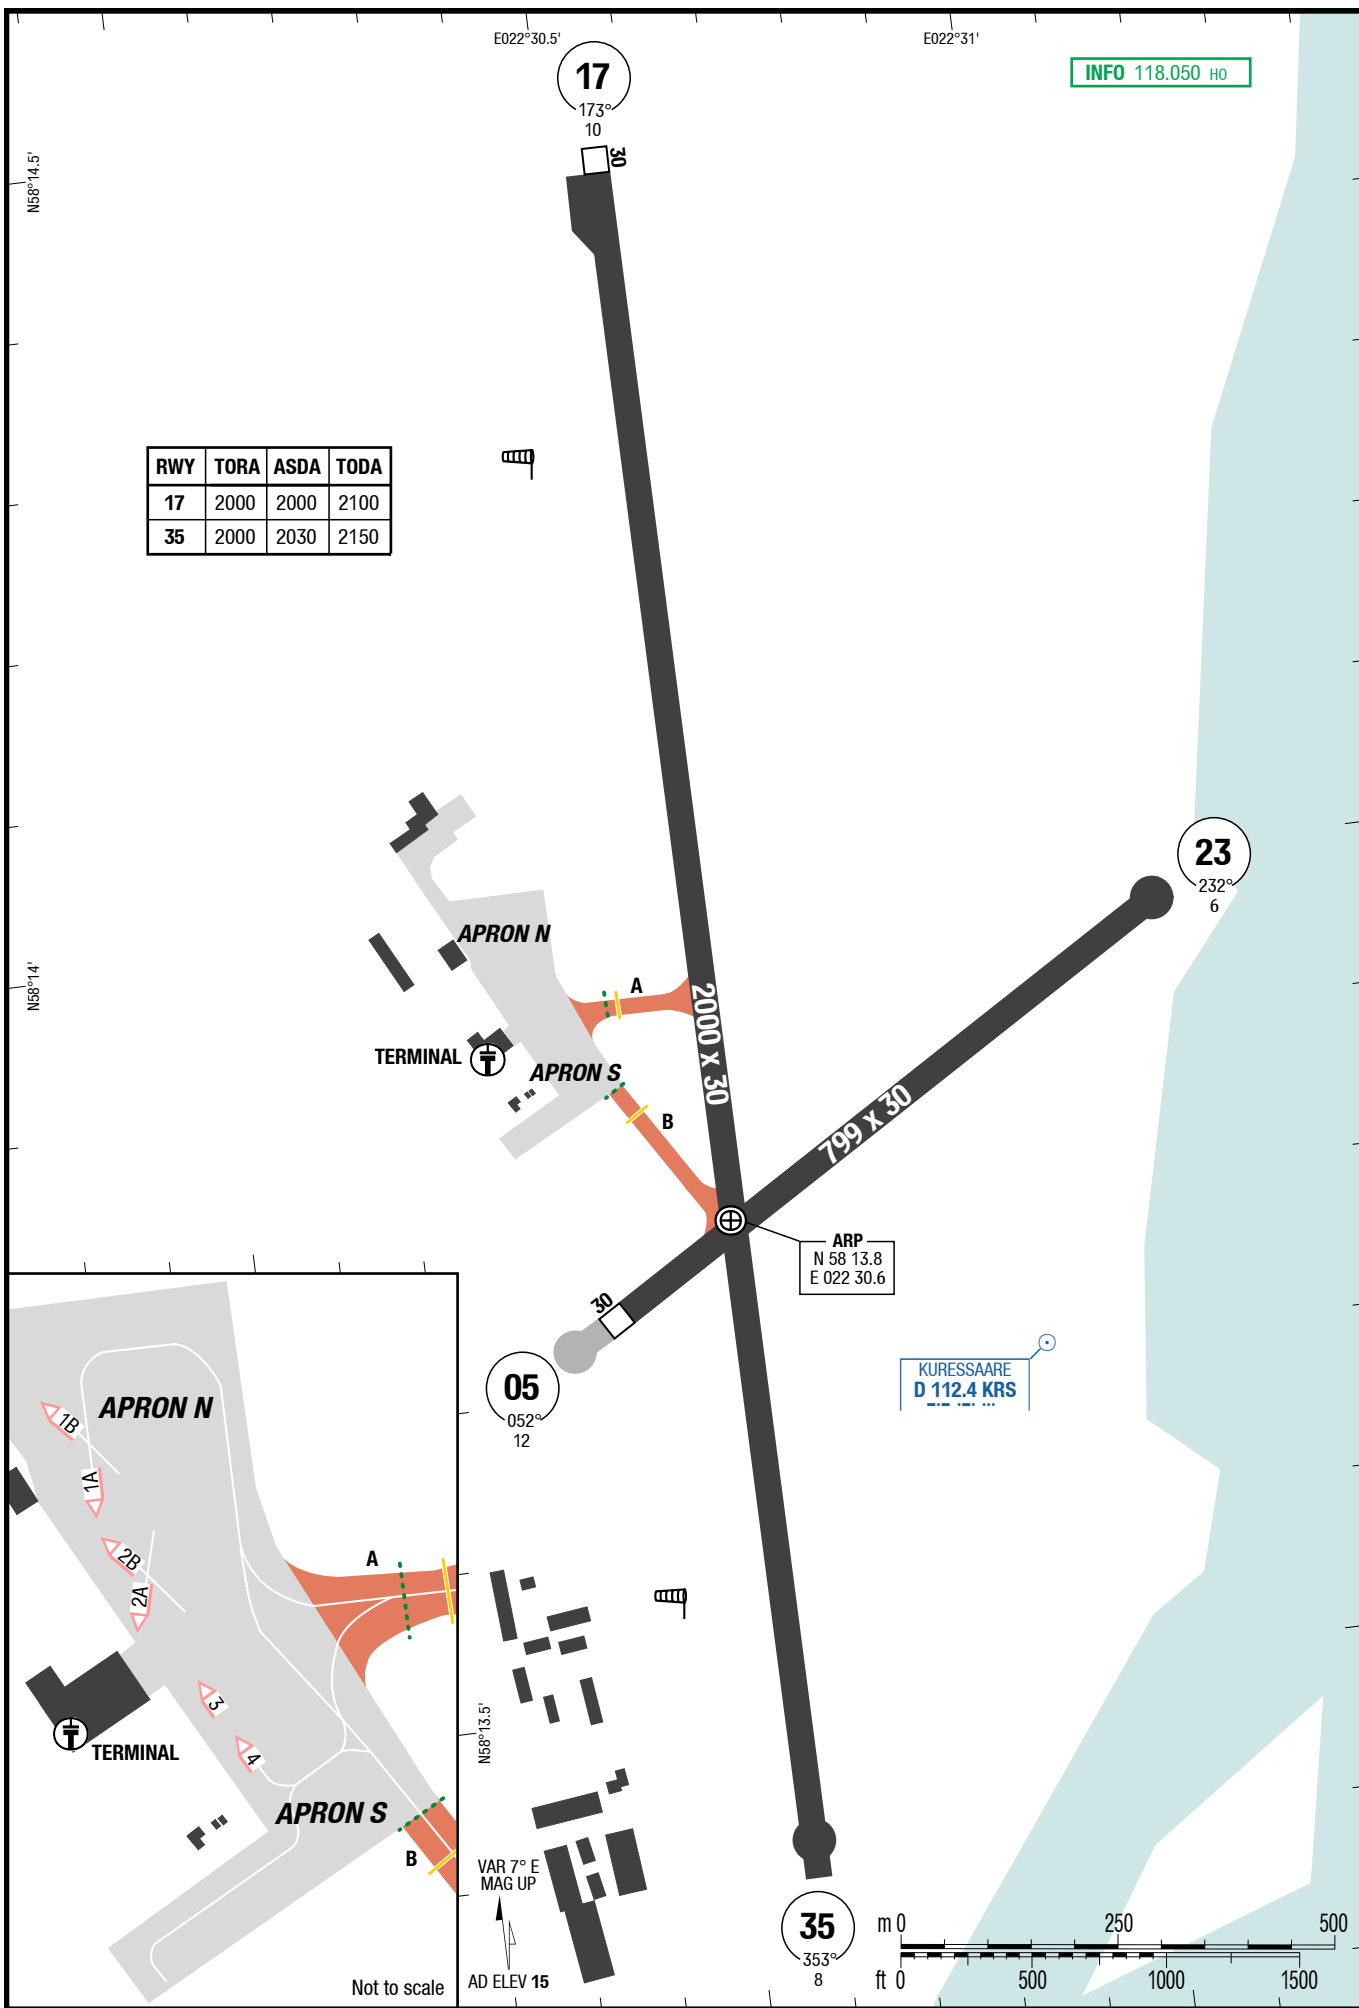 E022°30.5'
E022°31'
17
173°
10
30
INFO 118.050 HO
N58°14.5'
RWY TORA ASDA TODA
17 2000 2000 2100
35 2000 2030 2150
23
232°
6
APRON N
N58°14'
A
2000 x 30
TERMINAL
APRON S
B
799 x 30
ARP
N 58 13.8
E 022 30.6
30
05
052°
12
KURESSAARE
D 112.4 KRS
APRON N
1B
1A
2B
2A
A
3
4
TERMINAL
APRON S
B
Not to scale
N58°13.5'
VAR 7° E
MAG UP
AD ELEV 15
35
353°
8
m 0 250 500
ft 0 500 1000 1500